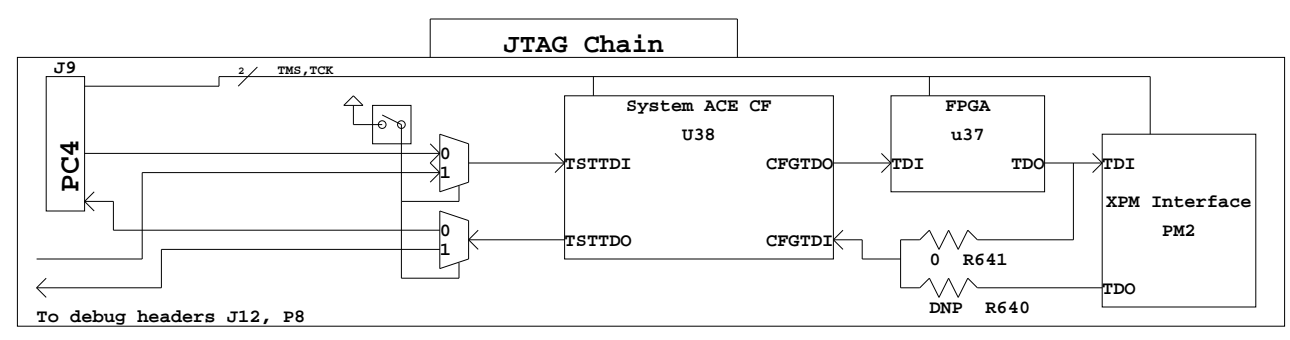 JTAG Chain
J9
2
TMS,TCK
PC4
0
1
0
1
System ACE CF
U38
TSTTDI
CFGTDO
TSTTDO
CFGTDI
FPGA
u37
TDI
TDO
TDI
XPM Interface
PM2
TDO
0 R641
DNP R640
To debug headers J12, P8